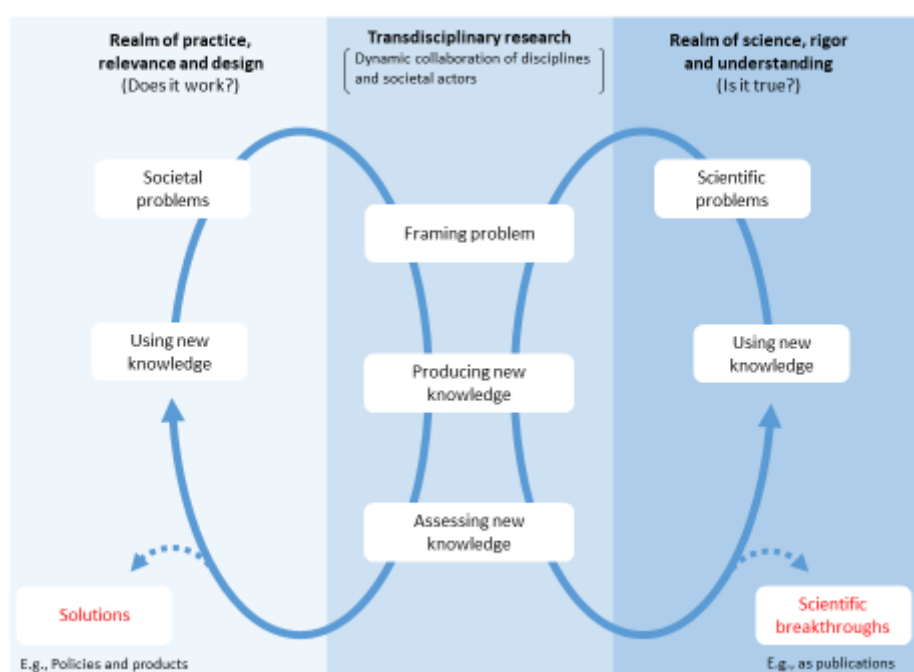 Realm of practice,
relevance and design
(Does it work?)
Transdisciplinary research
Dynamic collaboration of disciplines
and societal actors
Realm of science, rigor
and understanding
(Is it true?)
Societal
problems
Framing problem
Scientific
problems
Using new
knowledge
Producing new
knowledge
Using new
knowledge
Assessing new
knowledge
Solutions
E.g., Policies and products
Scientific
breakthroughs
E.g., as publications